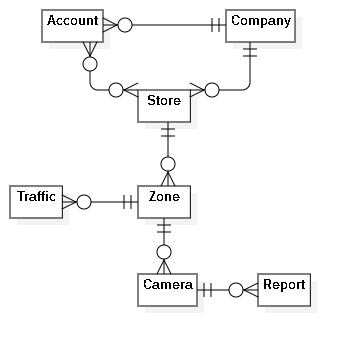 Account
Company
Store
Traffic
Zone
Camera
Report